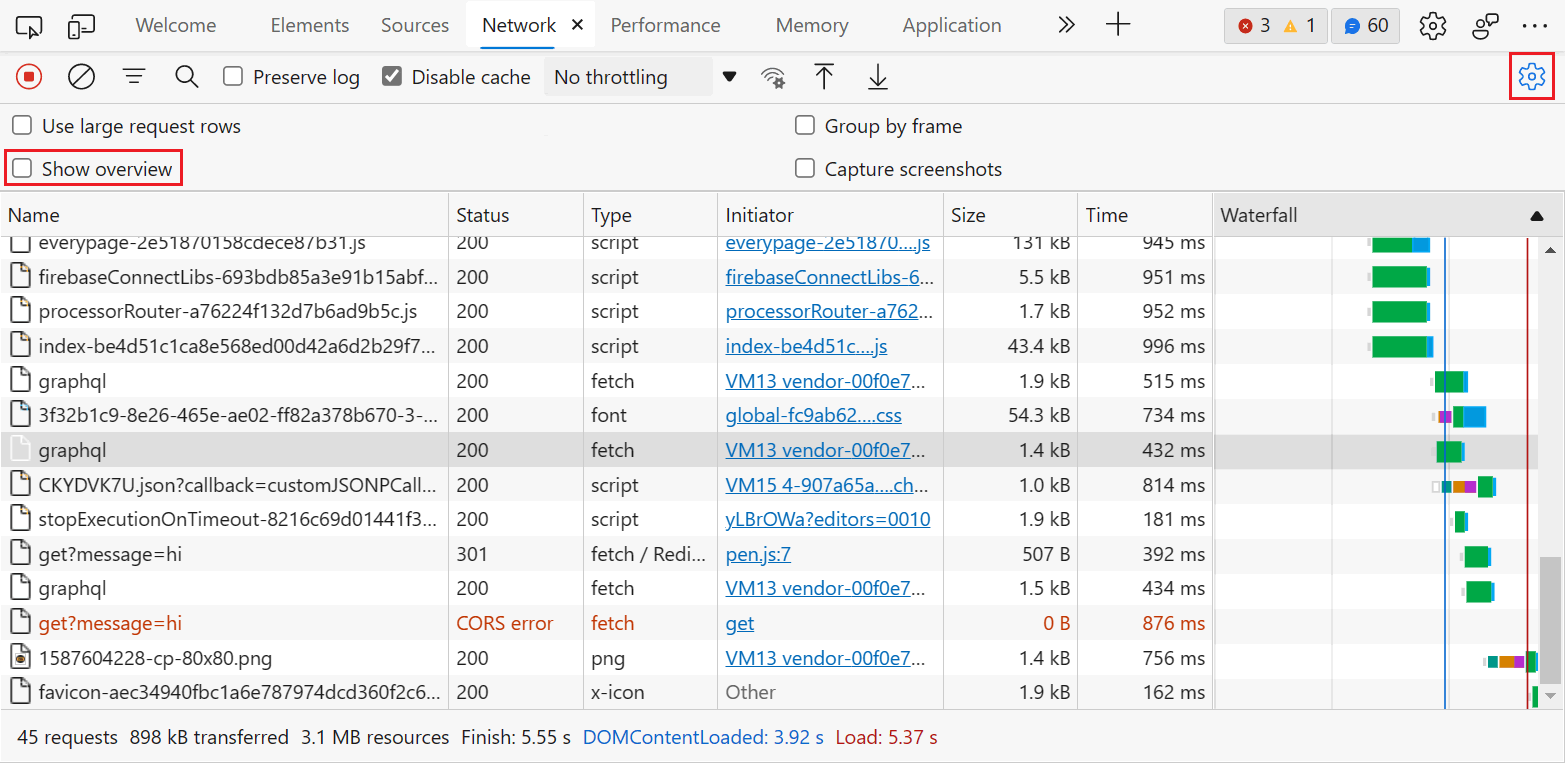 Welcome Elements Sources Network × Performance Memory Application 3 1 60
Preserve log Disable cache No throttling
Use large request rows Group by frame
Show overview Capture screenshots
Name Status Type Initiator Size Time Waterfall
everypage-2e51870158cdece87b31.js 200 script everypage-2e51870....js 131 kB 945 ms
firebaseConnectLibs-693bdb85a3e91b15abf... 200 script firebaseConnectLibs-6... 5.5 kB 951 ms
processorRouter-a76224f132d7b6ad9b5c.js 200 script processorRouter-a762... 1.7 kB 952 ms
index-be4d51c1ca8e568ed00d42a6d2b29f7... 200 script index-be4d51c....js 43.4 kB 996 ms
graphql 200 fetch VM13 vendor-00f0e7... 1.9 kB 515 ms
3f32b1c9-8e26-465e-ae02-ff82a378b670-3-... 200 font global-fc9ab62....css 54.3 kB 734 ms
graphql 200 fetch VM13 vendor-00f0e7... 1.4 kB 432 ms
CKYDVK7U.json?callback=customJSONPCall... 200 script VM15 4-907a65a....ch... 1.0 kB 814 ms
stopExecutionOnTimeout-8216c69d01441f3... 200 script yLBrOWa?editors=0010 1.9 kB 181 ms
get?message=hi 301 fetch / Redi... pen.js:7 507 B 392 ms
graphql 200 fetch VM13 vendor-00f0e7... 1.5 kB 434 ms
get?message=hi CORS error fetch get 0 B 876 ms
1587604228-cp-80x80.png 200 png VM13 vendor-00f0e7... 1.4 kB 756 ms
favicon-aec34940fbc1a6e787974dcd360f2c6... 200 x-icon Other 1.9 kB 162 ms
45 requests 898 kB transferred 3.1 MB resources Finish: 5.55 s DOMContentLoaded: 3.92 s Load: 5.37 s